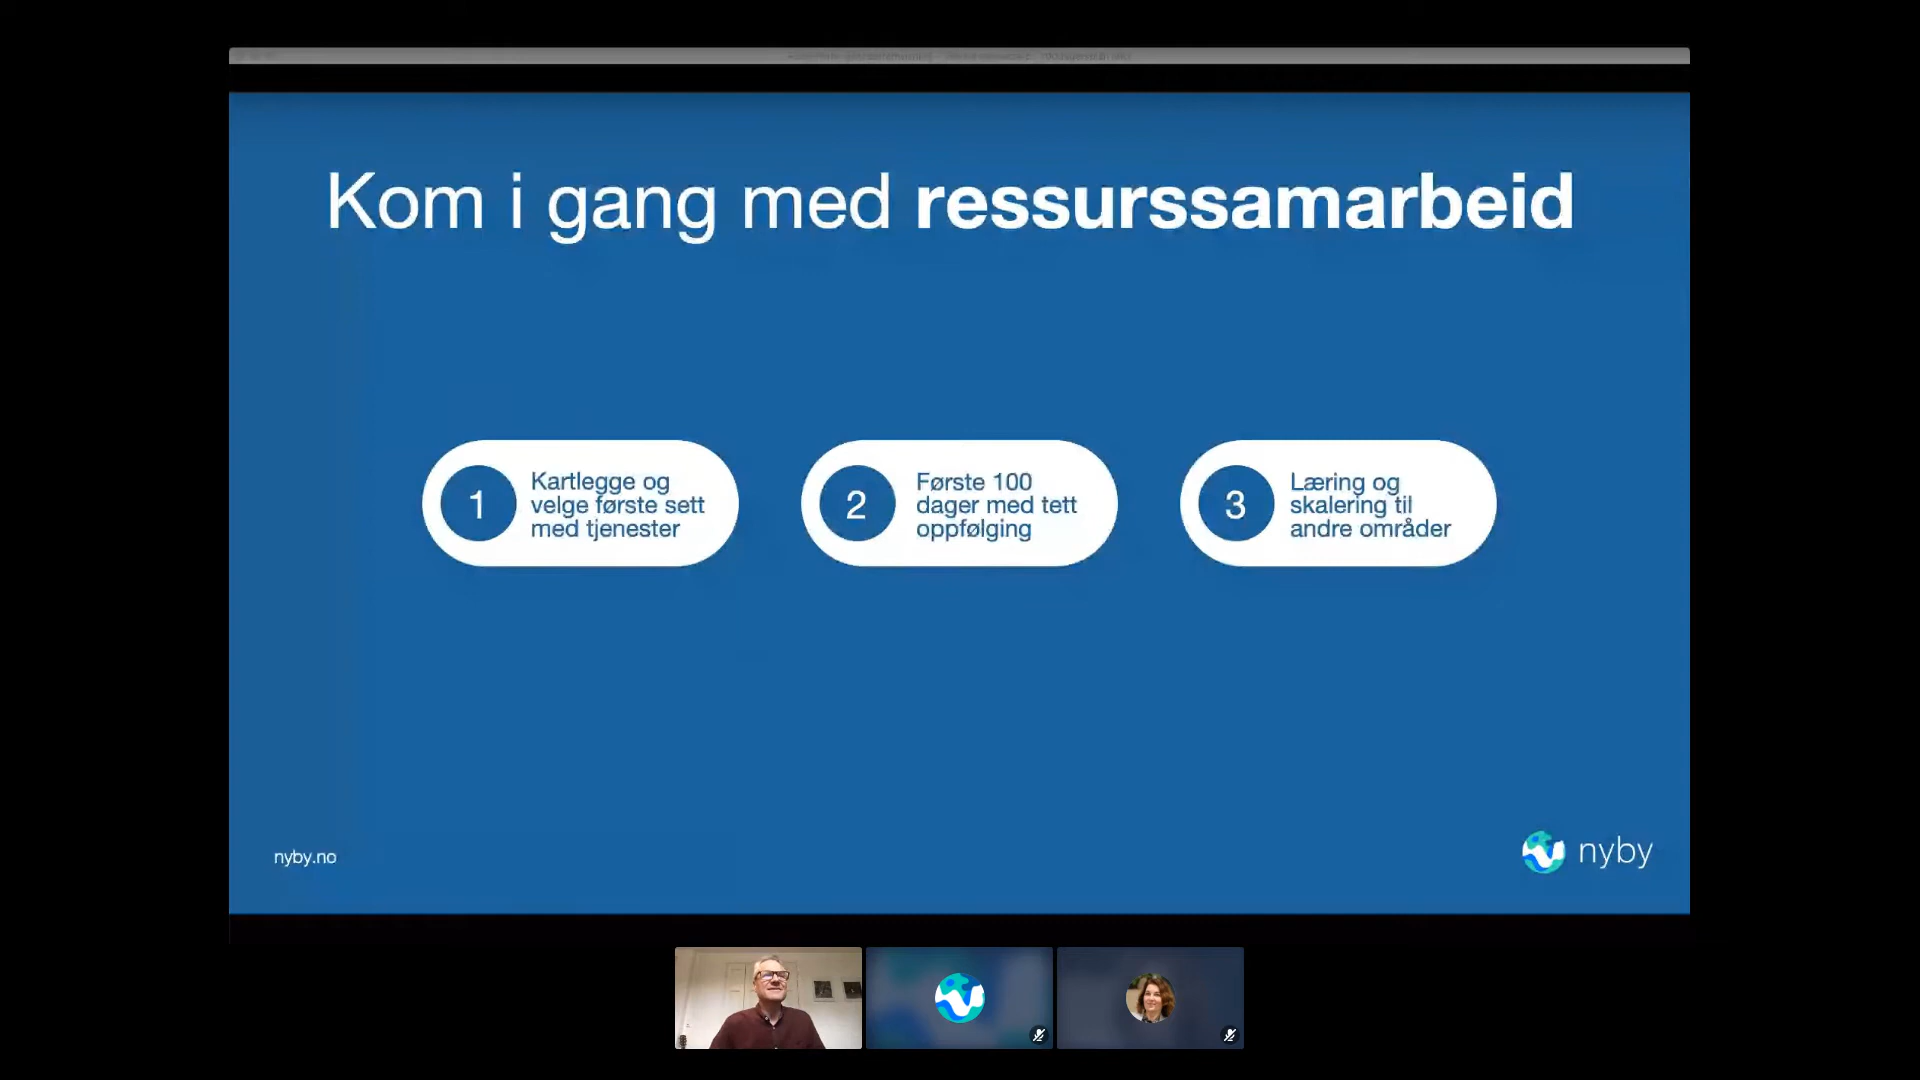 Kom i gang med ressurssamarbeid
1
Kartlegge og
velge første sett
med tjenester
2
Første 100
dager med tett
oppfølging
3
Læring og
skalering til
andre områder
nyby.no
nyby